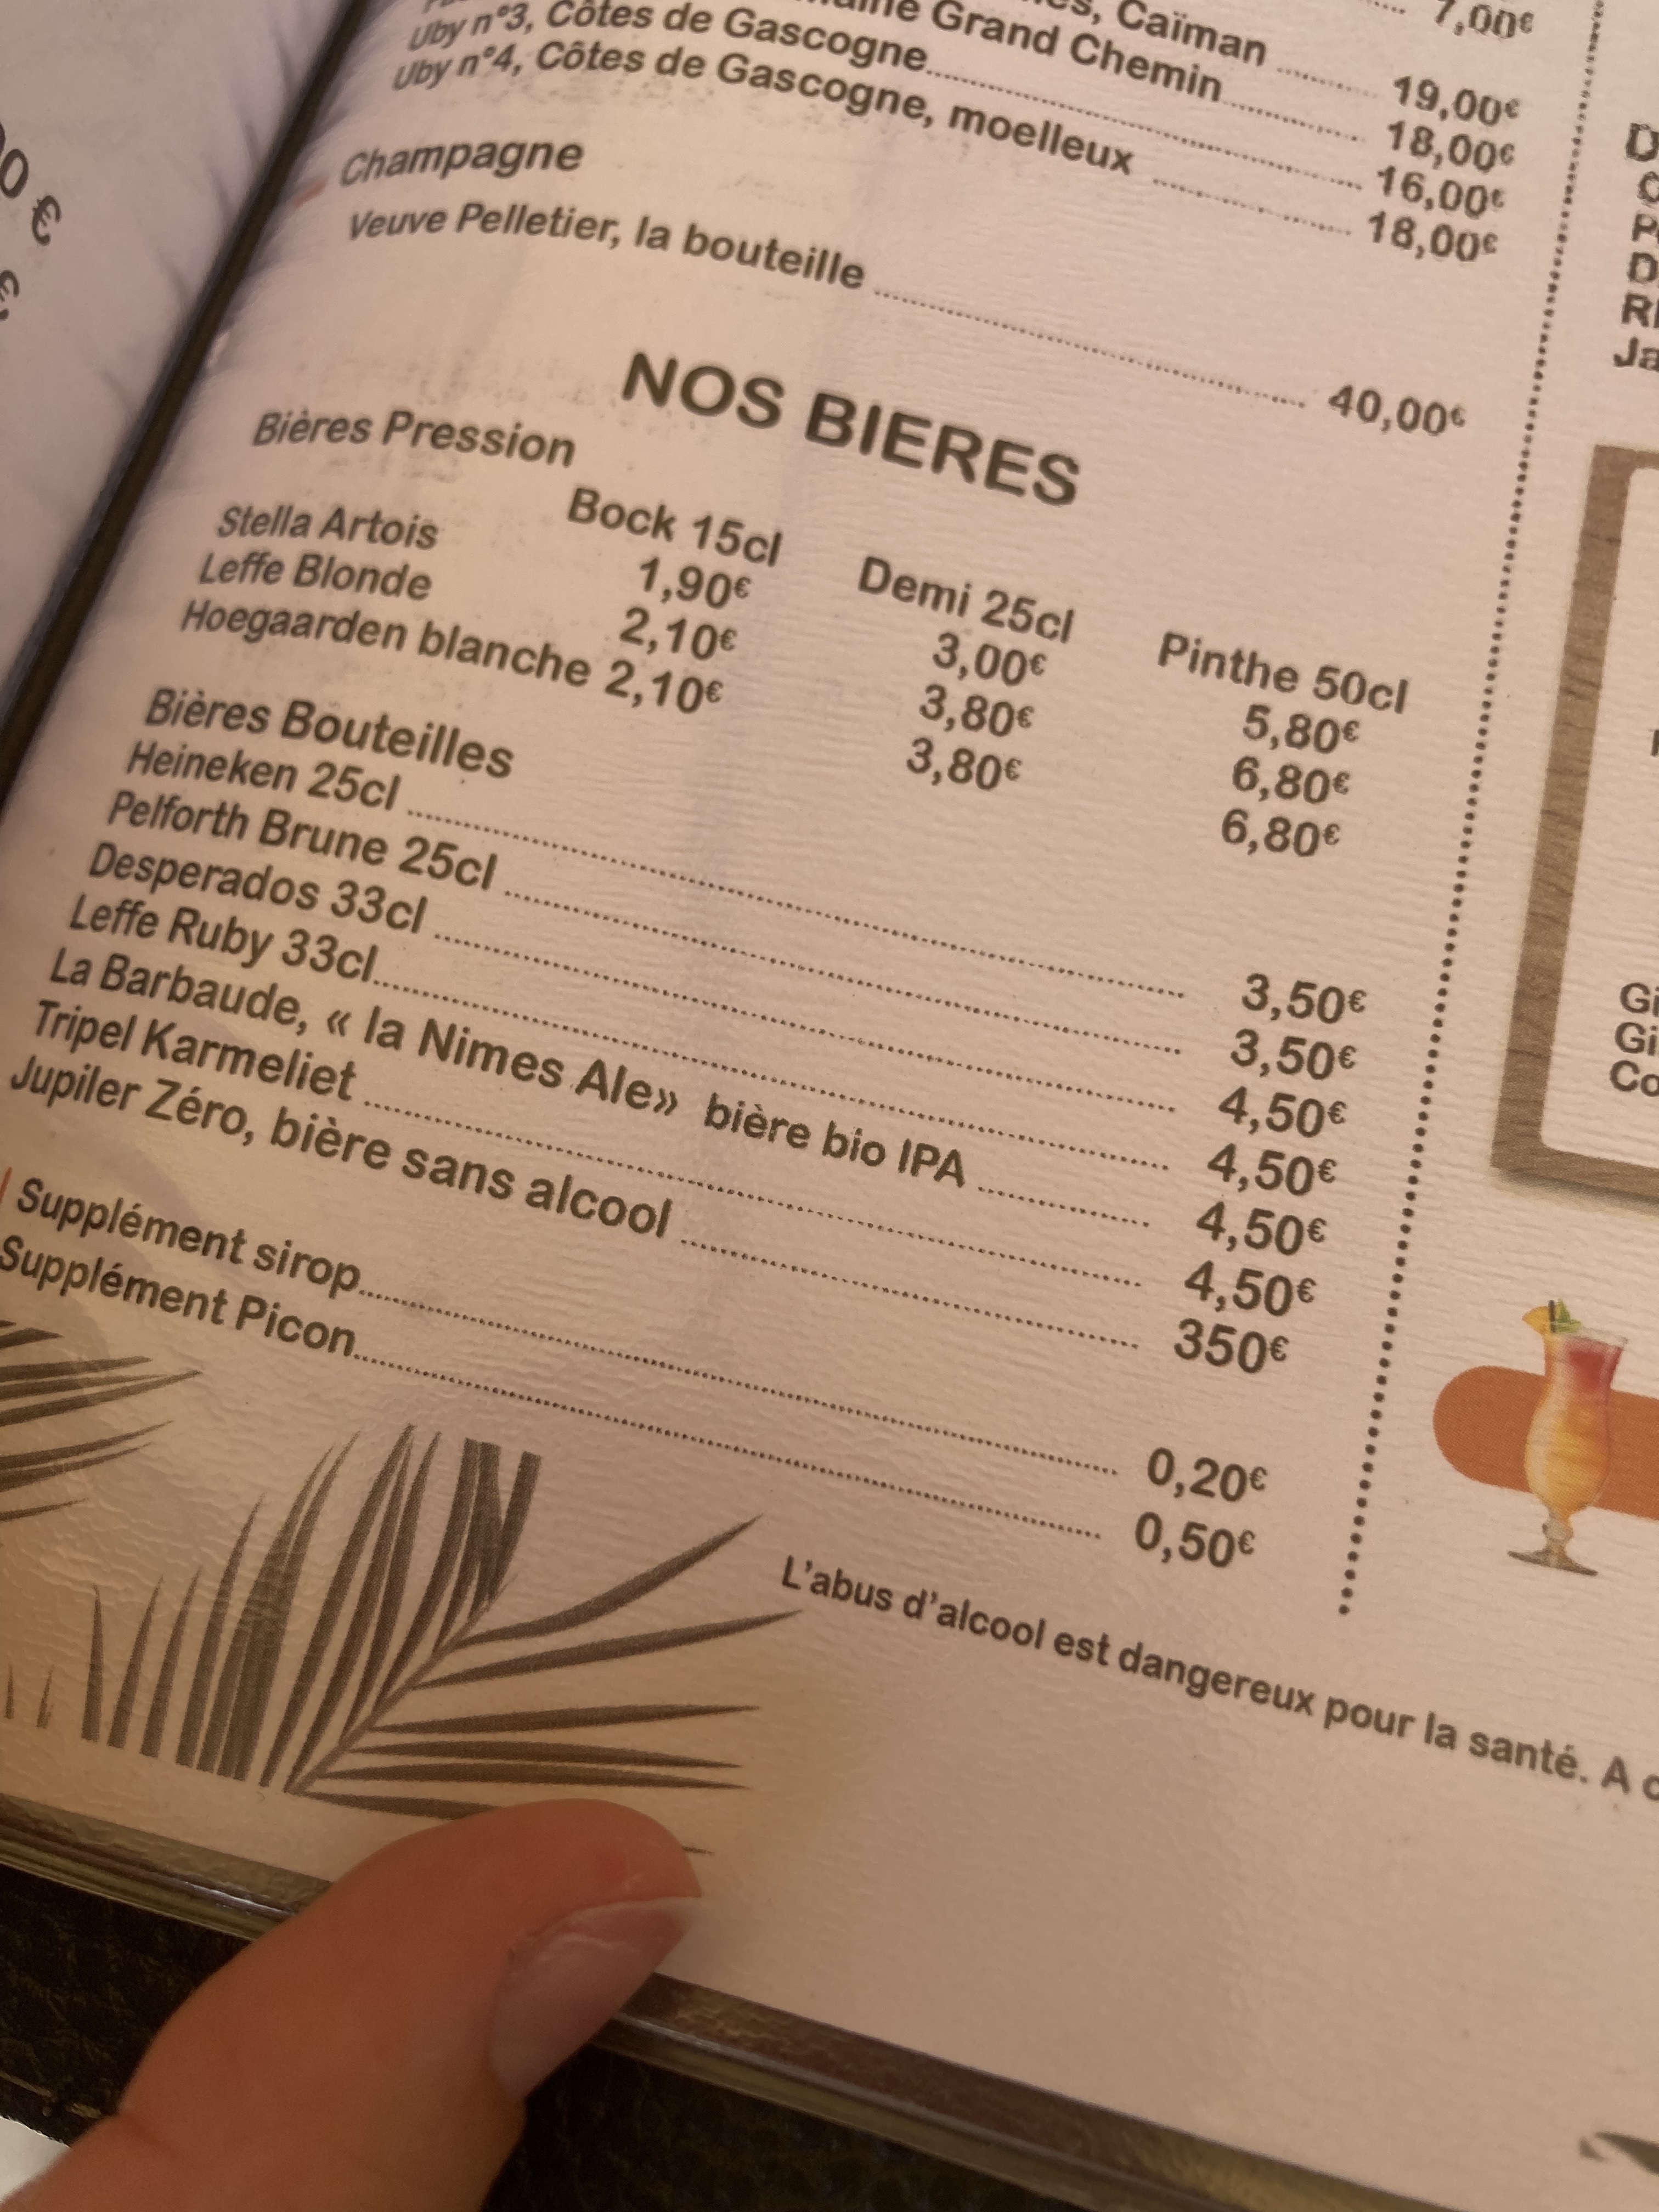 7,00€
, Caïman ........ 19,00€
Grand Chemin ........ 18,00€
Uby n°3, Côtes de Gascogne ........ 16,00€
Uby n°4, Côtes de Gascogne, moelleux ........ 18,00€
Champagne
Veuve Pelletier, la bouteille ........ 40,00€
NOS BIERES
Bières Pression
Bock 15cl Demi 25cl Pinthe 50cl
Stella Artois 1,90€ 3,00€ 5,80€
Leffe Blonde 2,10€ 3,80€ 6,80€
Hoegaarden blanche 2,10€ 3,80€ 6,80€
Bières Bouteilles
Heineken 25cl ........ 3,50€
Pelforth Brune 25cl ........ 3,50€
Desperados 33cl ........ 4,50€
Leffe Ruby 33cl ........ 4,50€
La Barbaude, « la Nimes Ale» bière bio IPA ........ 4,50€
Tripel Karmeliet ........ 4,50€
Jupiler Zéro, bière sans alcool ........ 350€
Supplément sirop ........ 0,20€
Supplément Picon ........ 0,50€
L'abus d'alcool est dangereux pour la santé. A